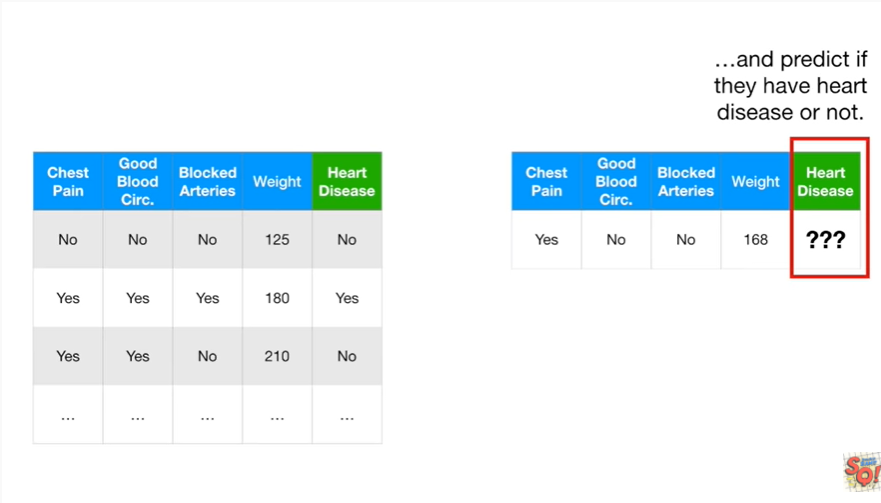 …and predict if
they have heart
disease or not.
Chest
Pain
Good
Blood
Circ.
Blocked
Arteries
Weight
Heart
Disease
No No No 125 No
Yes Yes Yes 180 Yes
Yes Yes No 210 No
… … … … …
Chest
Pain
Good
Blood
Circ.
Blocked
Arteries
Weight
Heart
Disease
Yes No No 168 ???
SQ!